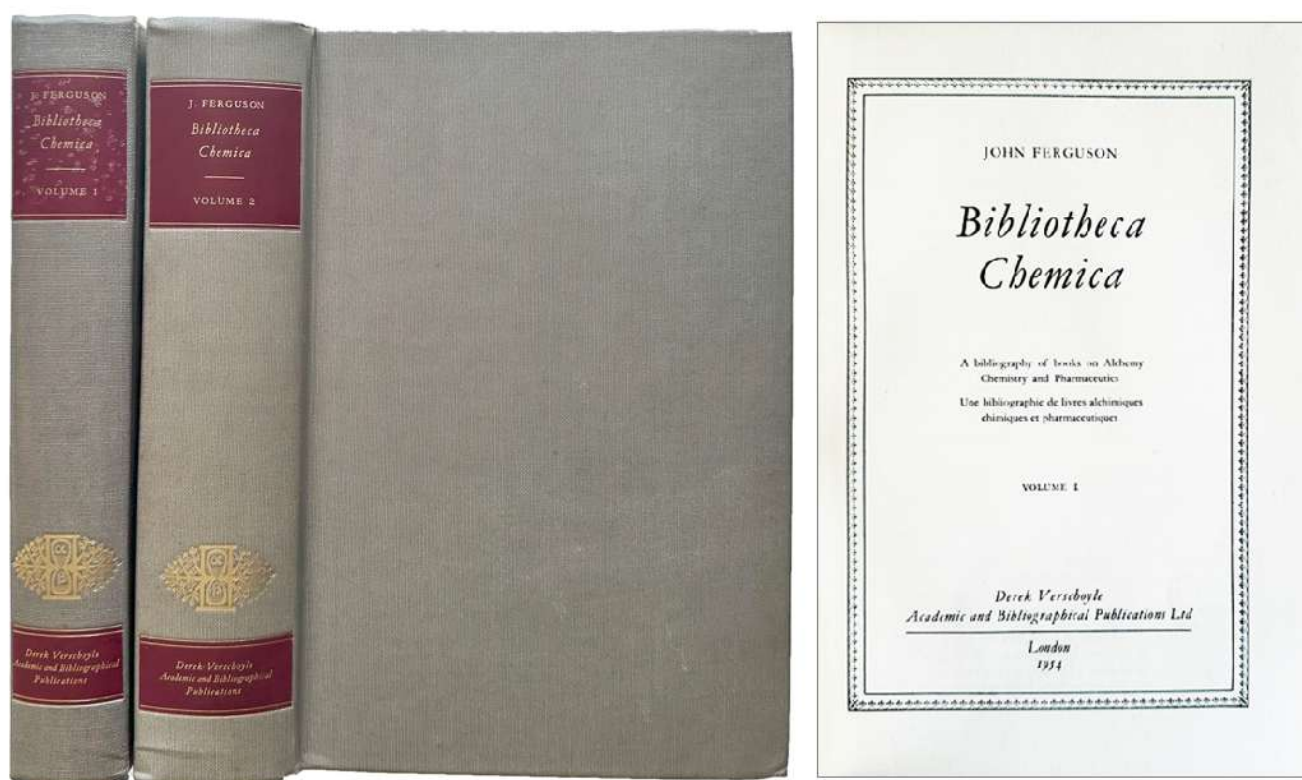 J. FERGUSON
Bibliotheca
Chemica
VOLUME 1
Derek Verschoyle
Academic and Bibliographical
Publications
J. FERGUSON
Bibliotheca
Chemica
VOLUME 2
Derek Verschoyle
Academic and Bibliographical
Publications
JOHN FERGUSON
Bibliotheca
Chemica
A bibliography of books on Alchemy
Chemistry and Pharmaceutics
Une bibliographie de livres alchimiques
chimiques et pharmaceutiques
VOLUME I
Derek Verschoyle
Academic and Bibliographical Publications Ltd
London
1954